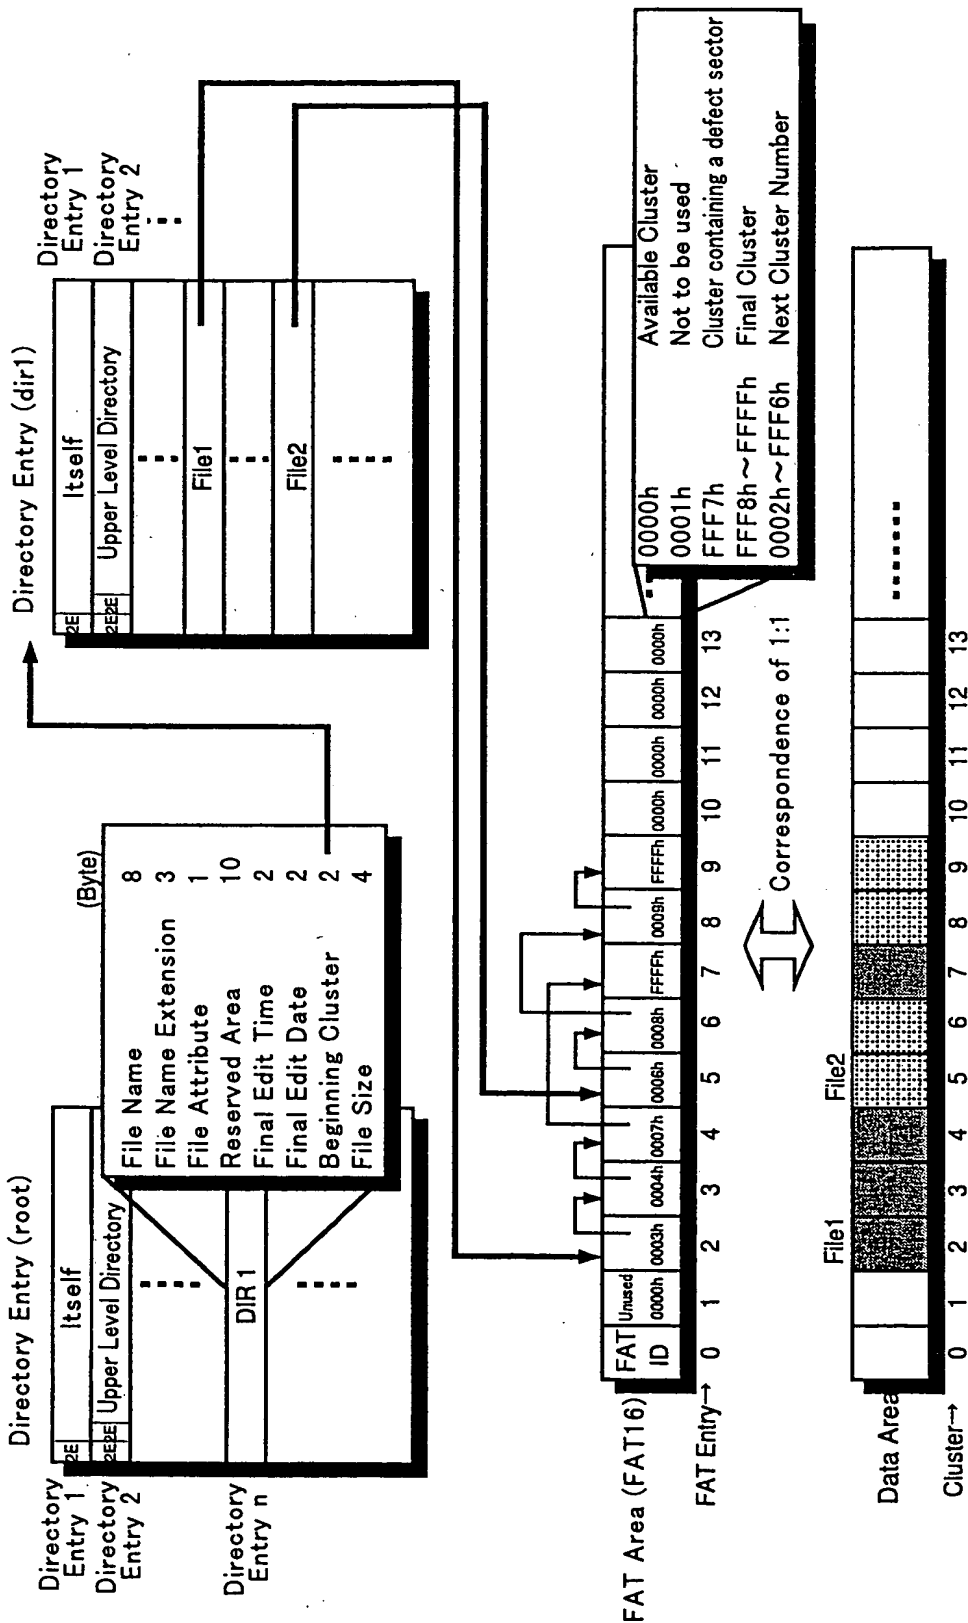 Directory Entry (root)
Directory
Entry 1
2E
Itself
Directory
Entry 2
2E2E
Upper Level Directory
Directory
Entry n
DIR 1
(Byte)
File Name 8
File Name Extension 3
File Attribute 1
Reserved Area 10
Final Edit Time 2
Final Edit Date 2
Beginning Cluster 2
File Size 4
Directory Entry (dir1)
2E
Itself
Directory
Entry 1
2E2E
Upper Level Directory
Directory
Entry 2
File1
File2
FAT Area (FAT16)
FAT
ID
Unused
0000h
0003h
0004h
0007h
0006h
0008h
FFFFh
0009h
FFFFh
0000h
0000h
0000h
0000h
FAT Entry→ 0 1 2 3 4 5 6 7 8 9 10 11 12 13
0000h Available Cluster
0001h Not to be used
FFF7h Cluster containing a defect sector
FFF8h~FFFFh Final Cluster
0002h~FFF6h Next Cluster Number
Correspondence of 1:1
File1
File2
Data Area
Cluster→ 0 1 2 3 4 5 6 7 8 9 10 11 12 13